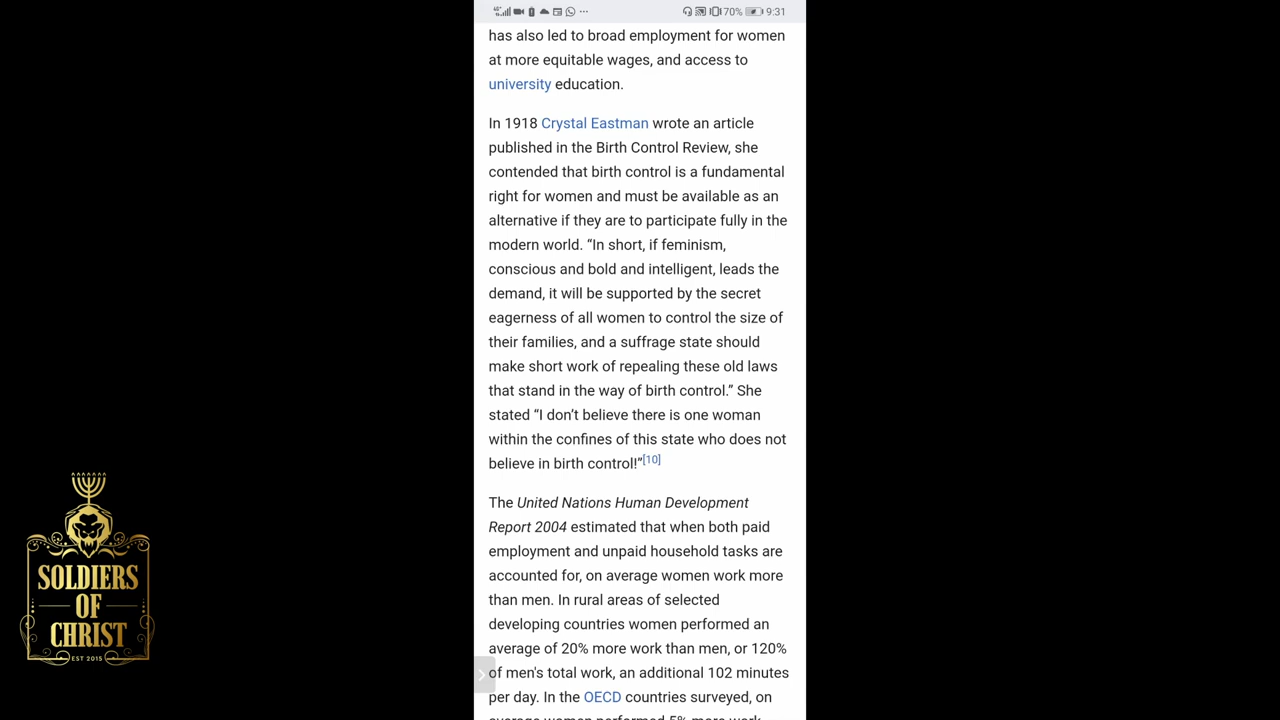 70% 9:31
has also led to broad employment for women
at more equitable wages, and access to
university education.
In 1918 Crystal Eastman wrote an article
published in the Birth Control Review, she
contended that birth control is a fundamental
right for women and must be available as an
alternative if they are to participate fully in the
modern world. “In short, if feminism,
conscious and bold and intelligent, leads the
demand, it will be supported by the secret
eagerness of all women to control the size of
their families, and a suffrage state should
make short work of repealing these old laws
that stand in the way of birth control.” She
stated “I don’t believe there is one woman
within the confines of this state who does not
believe in birth control!”[10]
The United Nations Human Development
Report 2004 estimated that when both paid
employment and unpaid household tasks are
accounted for, on average women work more
than men. In rural areas of selected
developing countries women performed an
average of 20% more work than men, or 120%
of men's total work, an additional 102 minutes
per day. In the OECD countries surveyed, on
average women performed 5% more work
SOLDIERS
OF
CHRIST
EST 2015